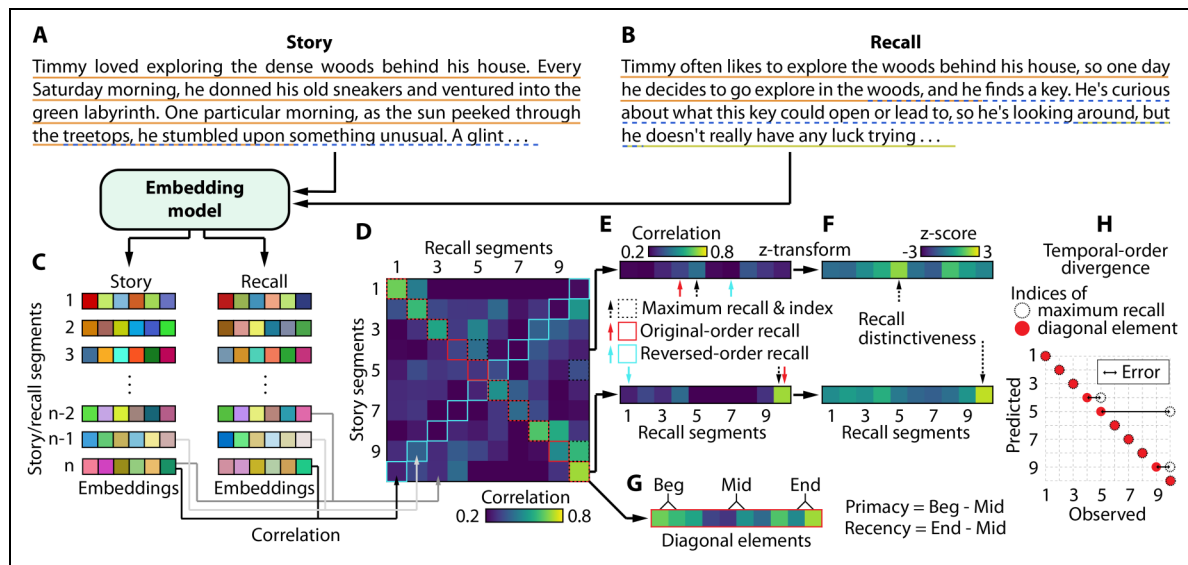 A
Story
Timmy loved exploring the dense woods behind his house. Every
Saturday morning, he donned his old sneakers and ventured into the
green labyrinth. One particular morning, as the sun peeked through
the treetops, he stumbled upon something unusual. A glint . . .
B
Recall
Timmy often likes to explore the woods behind his house, so one day
he decides to go explore in the woods, and he finds a key. He's curious
about what this key could open or lead to, so he's looking around, but
he doesn't really have any luck trying . . .
Embedding
model
C
Story
Recall
Story/recall segments
1
2
3
n-2
n-1
n
Embeddings
Embeddings
Correlation
D
Recall segments
1 3 5 7 9
Story segments
1
3
5
7
9
Correlation
0.2 0.8
E
Correlation
0.2 0.8
z-transform
Maximum recall & index
Original-order recall
Reversed-order recall
1 3 5 7 9
Recall segments
F
z-score
-3 3
Recall
distinctiveness
1 3 5 7 9
Recall segments
G
Beg Mid End
Diagonal elements
Primacy = Beg - Mid
Recency = End - Mid
H
Temporal-order
divergence
Indices of
maximum recall
diagonal element
Error
Predicted
1
3
5
7
9
1 3 5 7 9
Observed